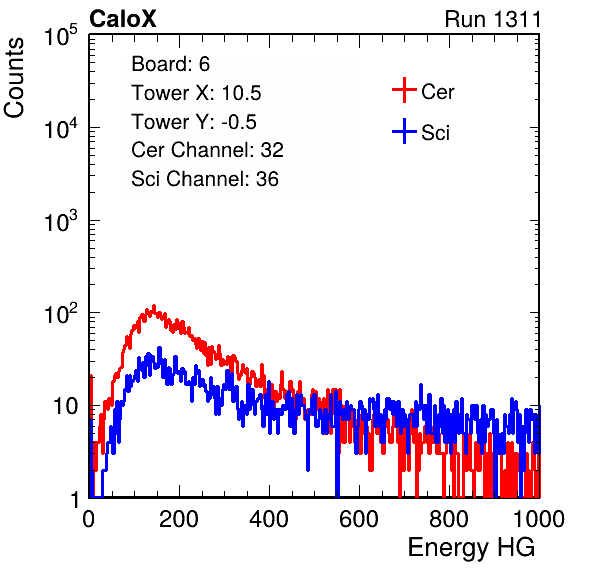 CaloX Run 1311
Counts
10^5
10^4
10^3
10^2
10
1
Board: 6
Tower X: 10.5
Tower Y: -0.5
Cer Channel: 32
Sci Channel: 36
Cer
Sci
0 200 400 600 800 1000
Energy HG